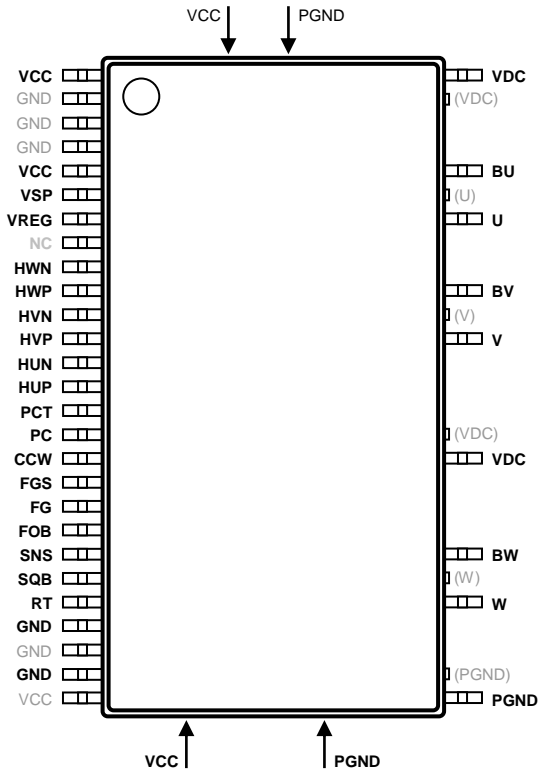 VCC PGND
VCC VDC
GND (VDC)
GND
GND
VCC BU
VSP (U)
VREG U
NC
HWN
HWP BV
HVN (V)
HVP V
HUN
HUP
PCT
PC (VDC)
CCW VDC
FGS
FG
FOB
SNS BW
SQB (W)
RT W
GND
GND
GND (PGND)
VCC PGND
VCC PGND